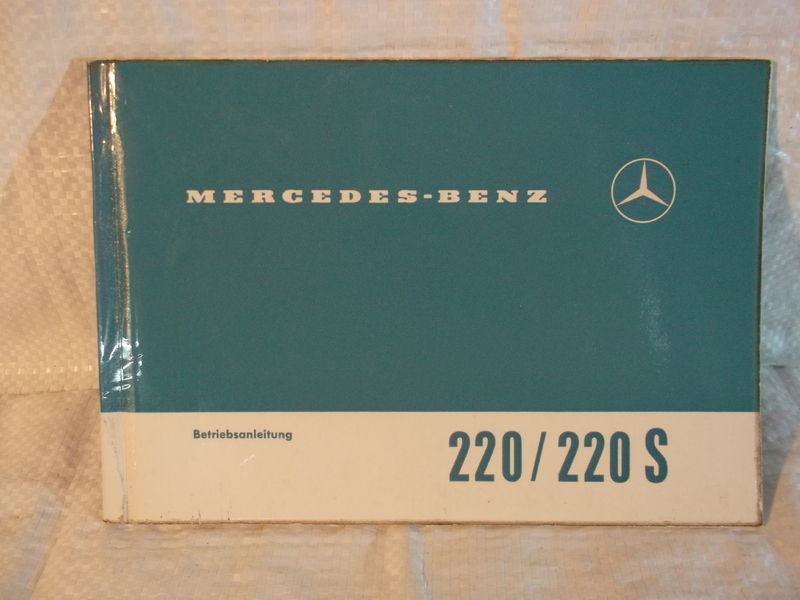 MERCEDES-BENZ
Betriebsanleitung
220/220 S